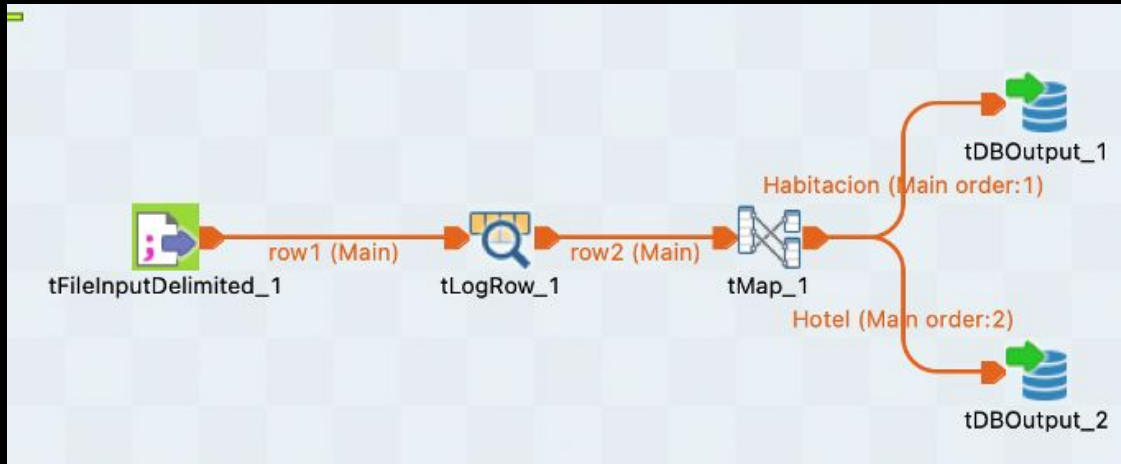 tDBOutput_1
Habitacion (Main order:1)
row1 (Main)
row2 (Main)
tFileInputDelimited_1
tLogRow_1
tMap_1
Hotel (Main order:2)
tDBOutput_2